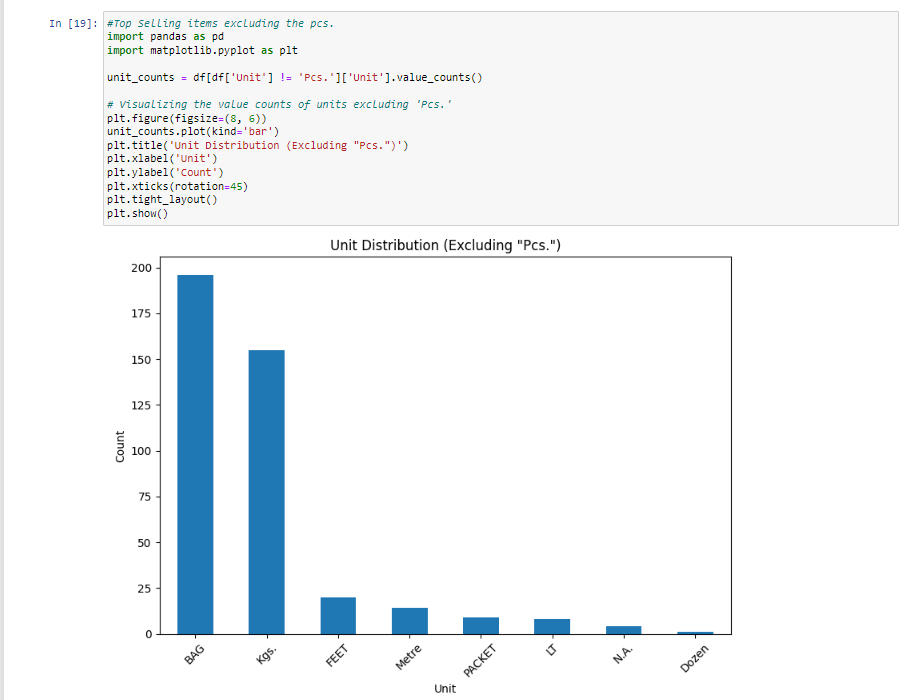 In [19]: #Top Selling items excluding the pcs.
import pandas as pd
import matplotlib.pyplot as plt
unit_counts = df[df['Unit'] != 'Pcs.']['Unit'].value_counts()
# Visualizing the value counts of units excluding 'Pcs.'
plt.figure(figsize=(8, 6))
unit_counts.plot(kind='bar')
plt.title('Unit Distribution (Excluding "Pcs.")')
plt.xlabel('Unit')
plt.ylabel('Count')
plt.xticks(rotation=45)
plt.tight_layout()
plt.show()
Unit Distribution (Excluding "Pcs.")
200
175
150
125
100
75
50
25
0
Count
BAG
Kgs.
FEET
Metre
PACKET
LT
N.A.
Dozen
Unit